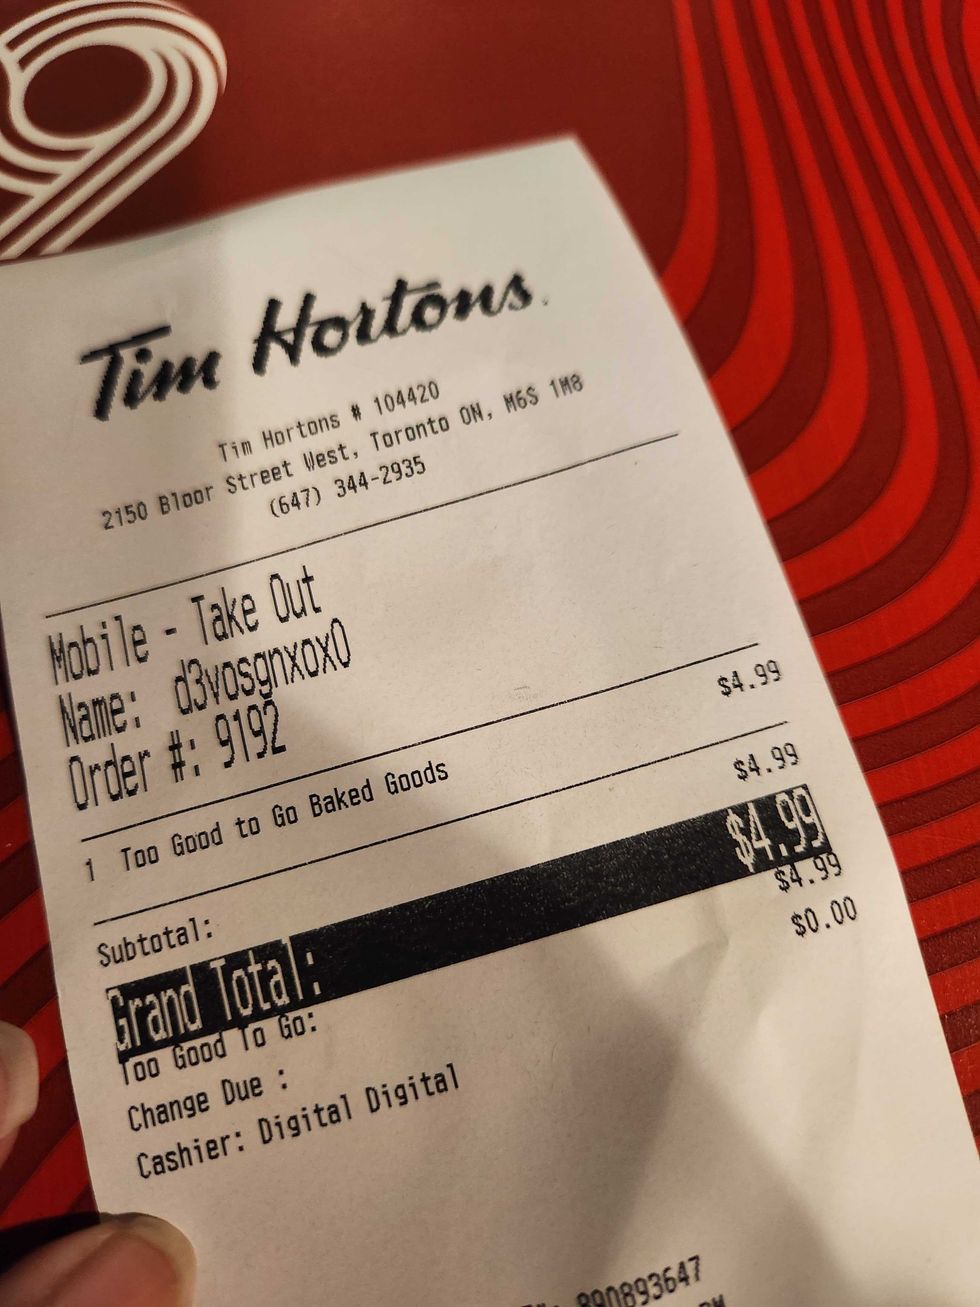 Tim Hortons
Tim Hortons # 104420
2150 Bloor Street West, Toronto ON, M6S 1M8
(647) 344-2935
Mobile - Take Out
Name: d3vosgnxox0
Order #: 9192
1 Too Good to Go Baked Goods $4.99
Subtotal: $4.99
Grand Total: $4.99
Too Good To Go: $4.99
Change Due : $0.00
Cashier: Digital Digital
890893647